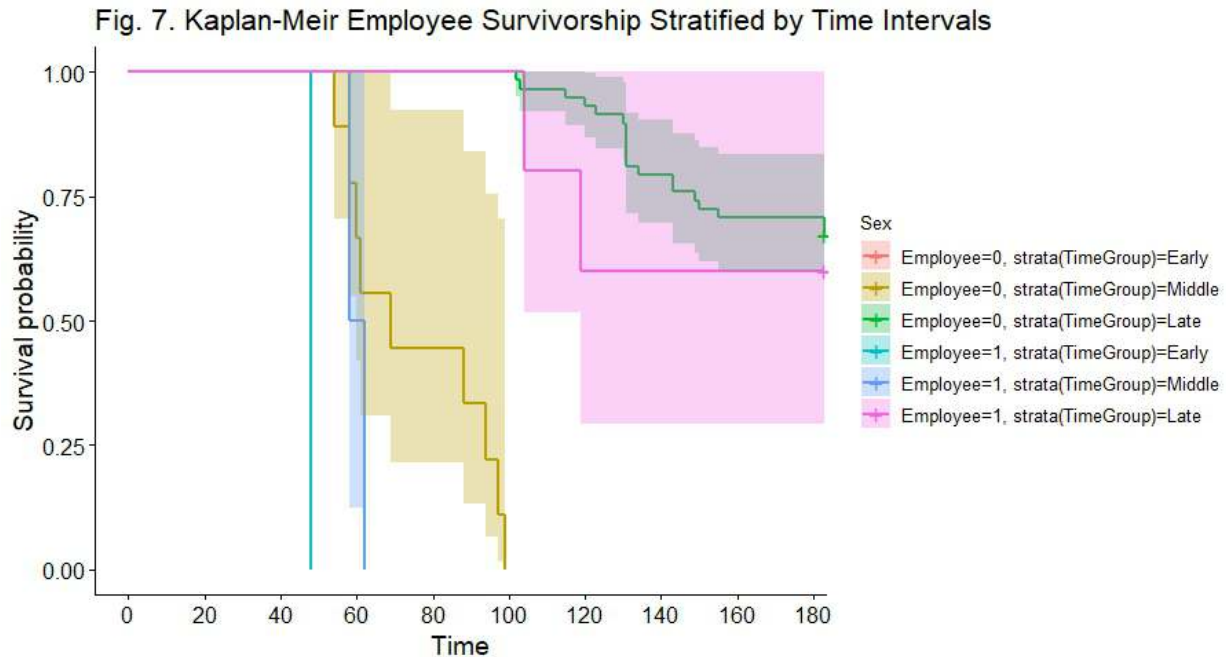 Fig. 7. Kaplan-Meir Employee Survivorship Stratified by Time Intervals
1.00
0.75
0.50
0.25
0.00
Survival probability
0 20 40 60 80 100 120 140 160 180
Time
Sex
Employee=0, strata(TimeGroup)=Early
Employee=0, strata(TimeGroup)=Middle
Employee=0, strata(TimeGroup)=Late
Employee=1, strata(TimeGroup)=Early
Employee=1, strata(TimeGroup)=Middle
Employee=1, strata(TimeGroup)=Late